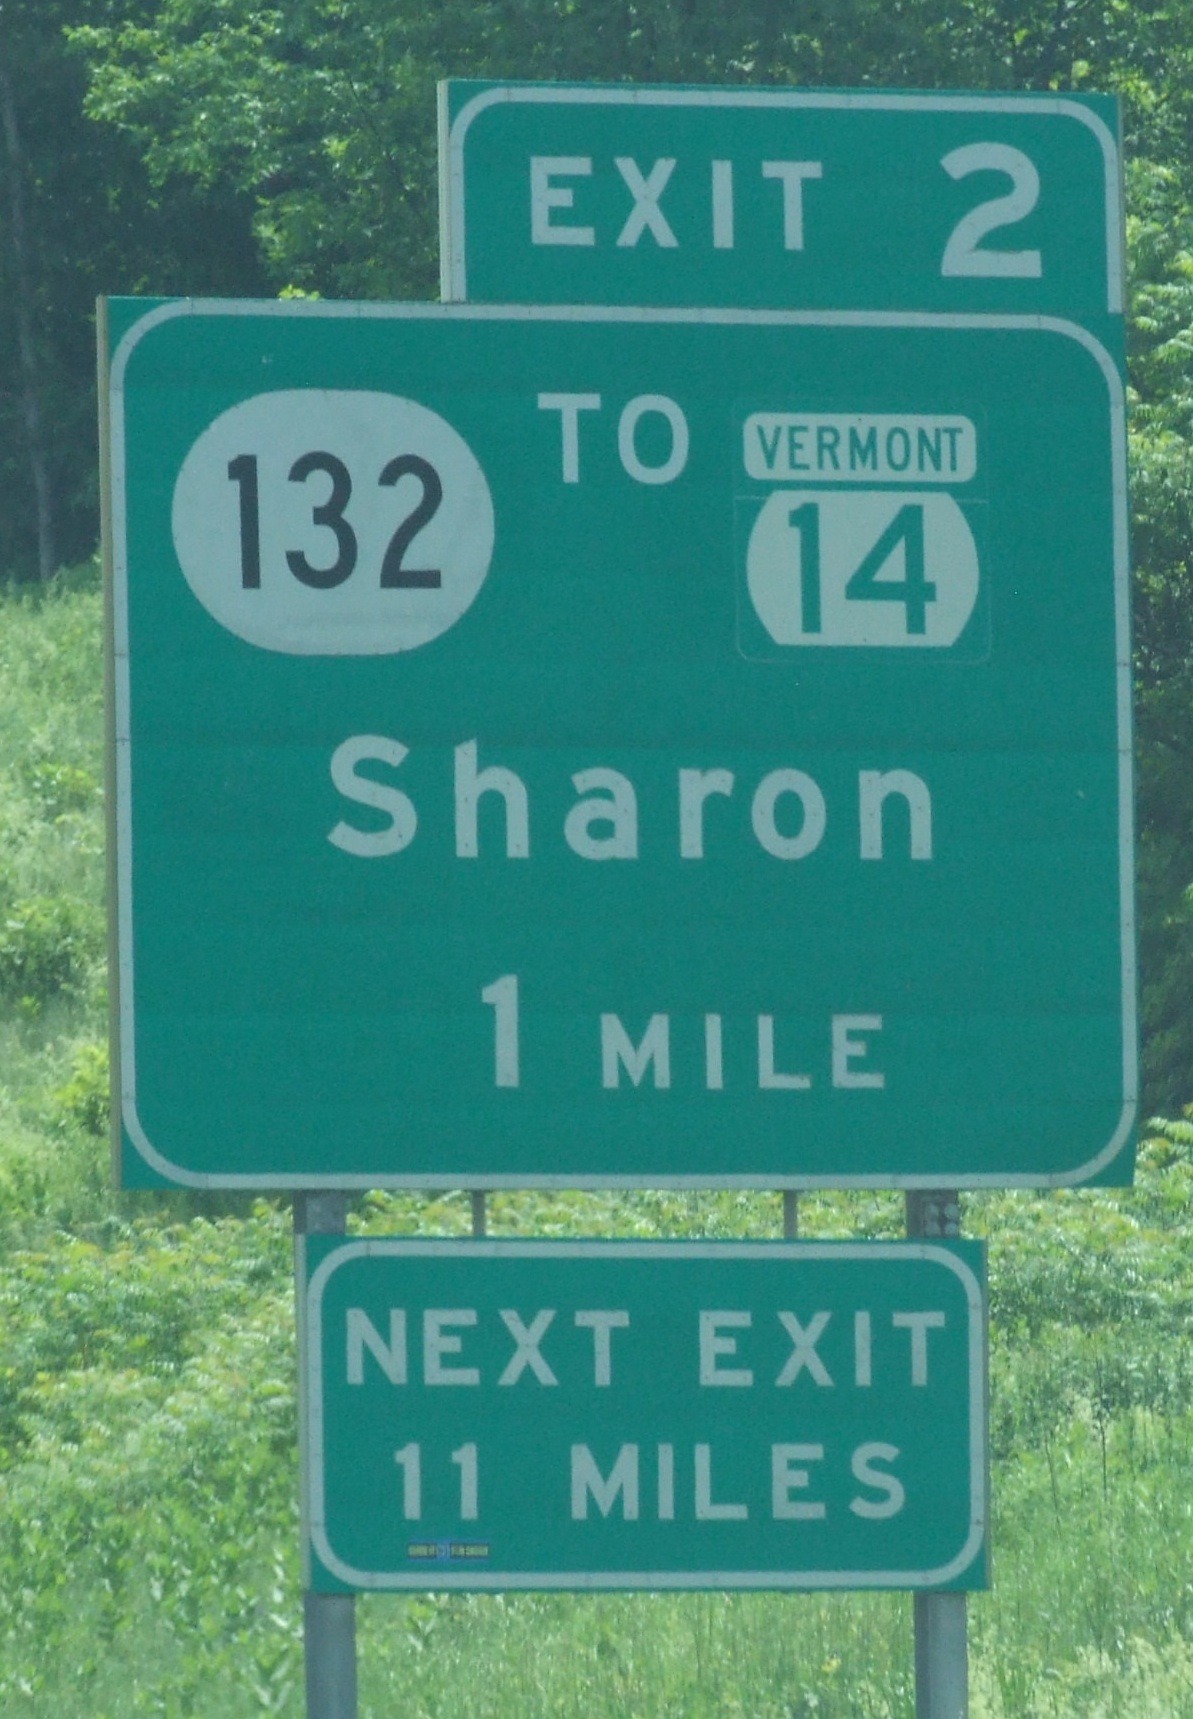 EXIT 2
132 TO VERMONT 14
Sharon
1 MILE
NEXT EXIT
11 MILES